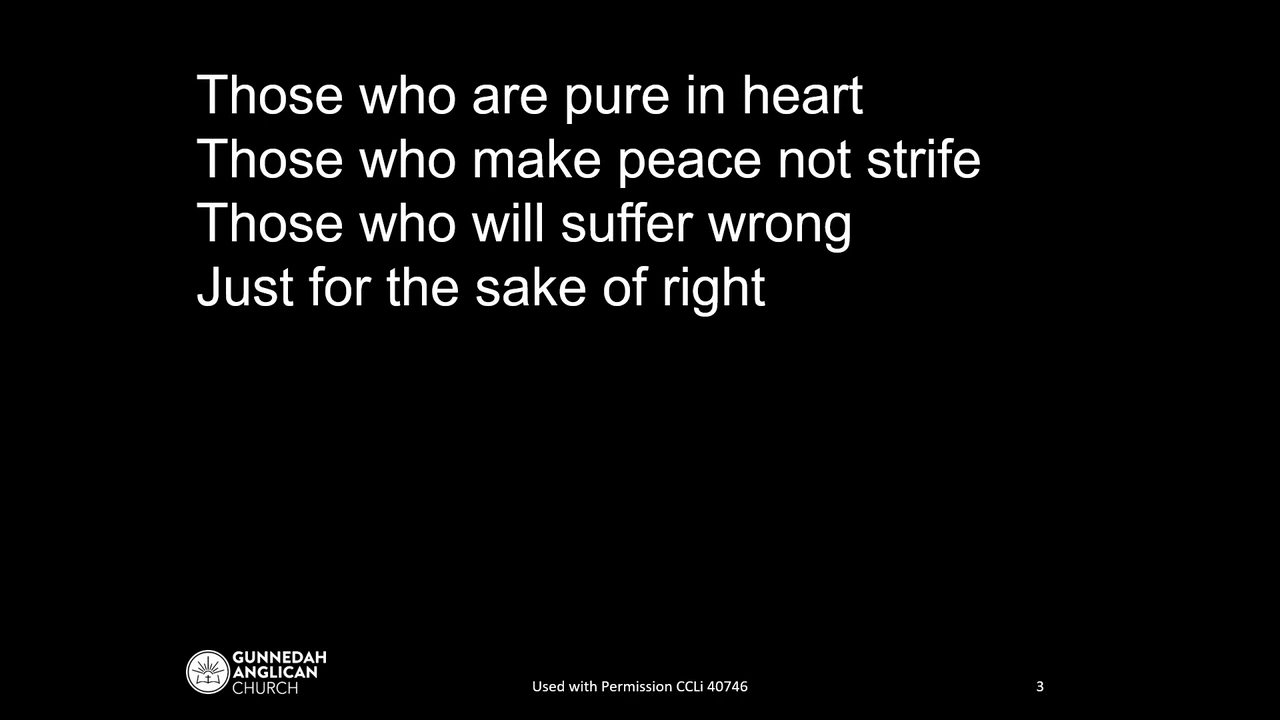 Those who are pure in heart
Those who make peace not strife
Those who will suffer wrong
Just for the sake of right
GUNNEDAH
ANGLICAN
CHURCH
Used with Permission CCLi 40746
3